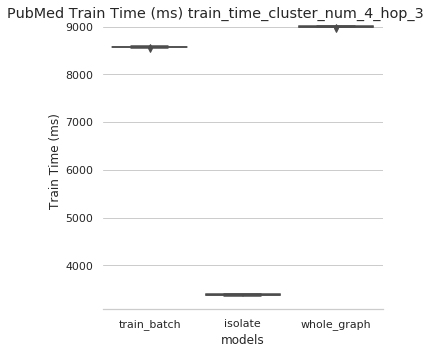 PubMed Train Time (ms) train_time_cluster_num_4_hop_3
9000
8000
7000
6000
5000
4000
Train Time (ms)
train_batch
isolate
whole_graph
models